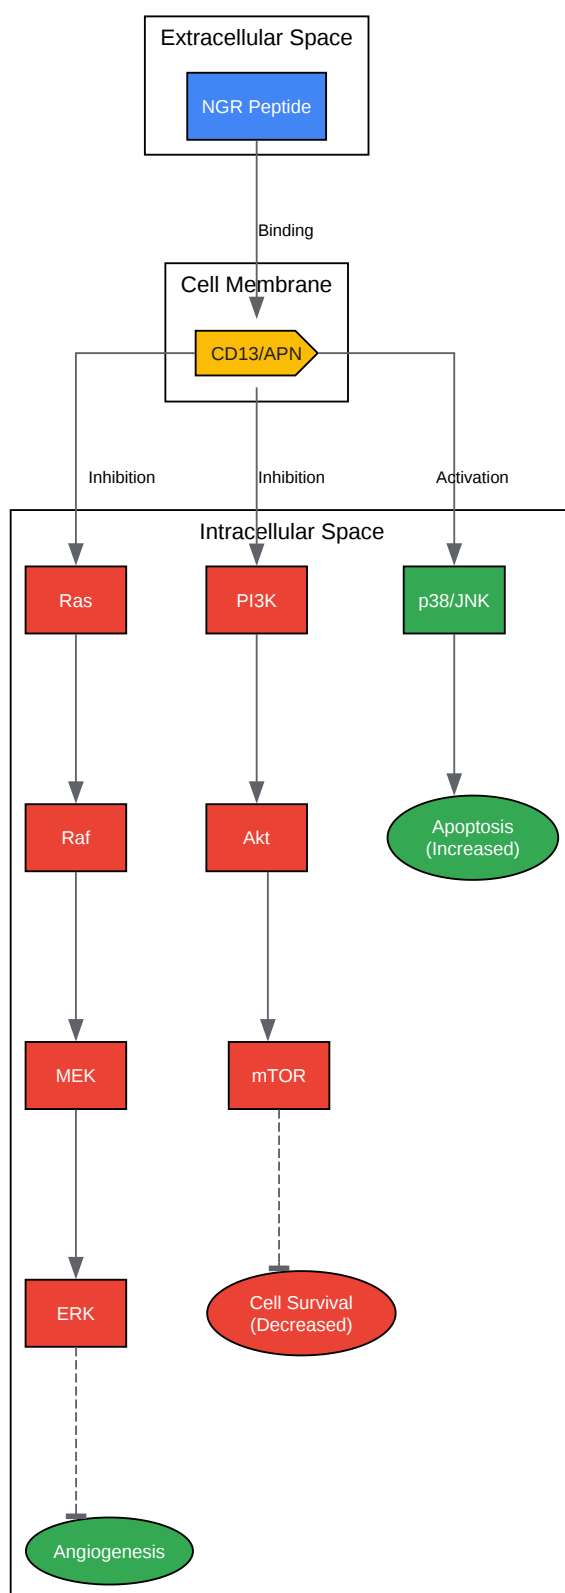 Extracellular Space
NGR Peptide
Binding
Cell Membrane
CD13/APN
Inhibition
Inhibition
Activation
Intracellular Space
Ras
PI3K
p38/JNK
Raf
Akt
Apoptosis
(Increased)
MEK
mTOR
ERK
Cell Survival
(Decreased)
Angiogenesis